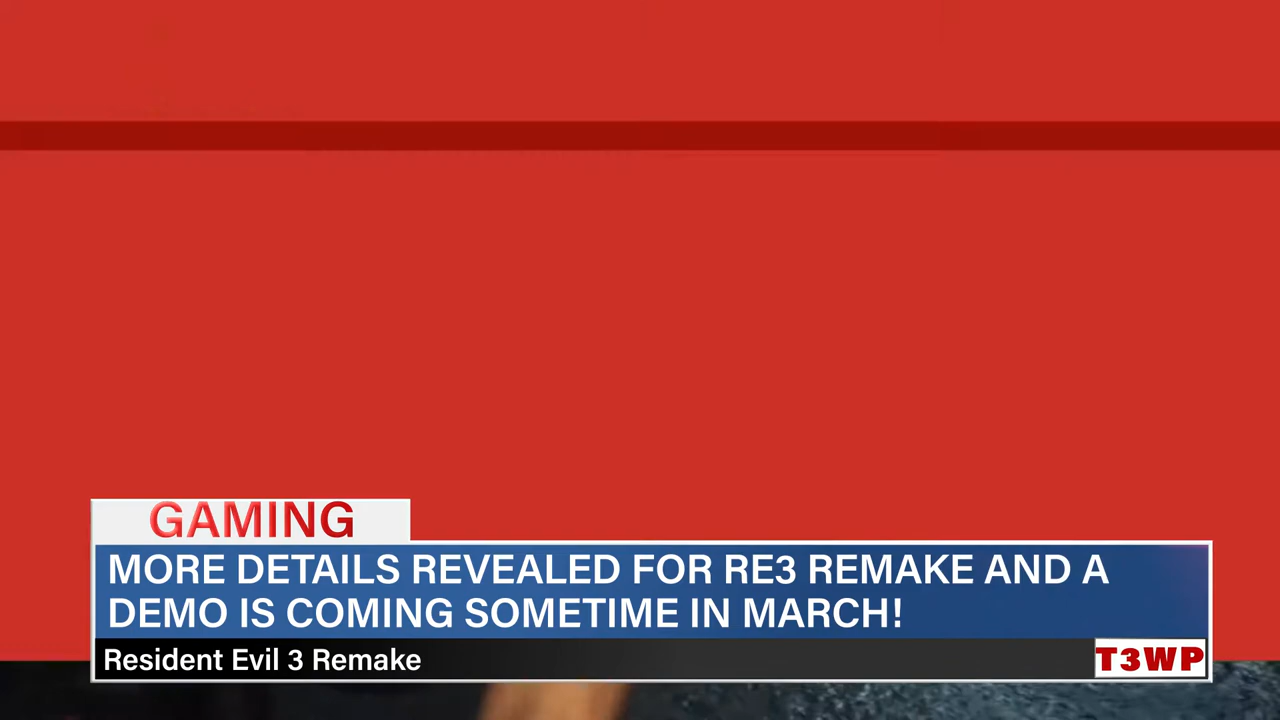 GAMING
MORE DETAILS REVEALED FOR RE3 REMAKE AND A
DEMO IS COMING SOMETIME IN MARCH!
Resident Evil 3 Remake
T3WP